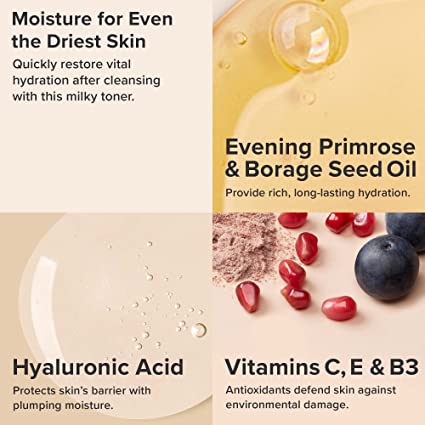 Moisture for Even
the Driest Skin
Quickly restore vital
hydration after cleansing
with this milky toner.
Evening Primrose
& Borage Seed Oil
Provide rich, long-lasting hydration.
Hyaluronic Acid
Protects skin's barrier with
plumping moisture.
Vitamins C, E & B3
Antioxidants defend skin against
environmental damage.